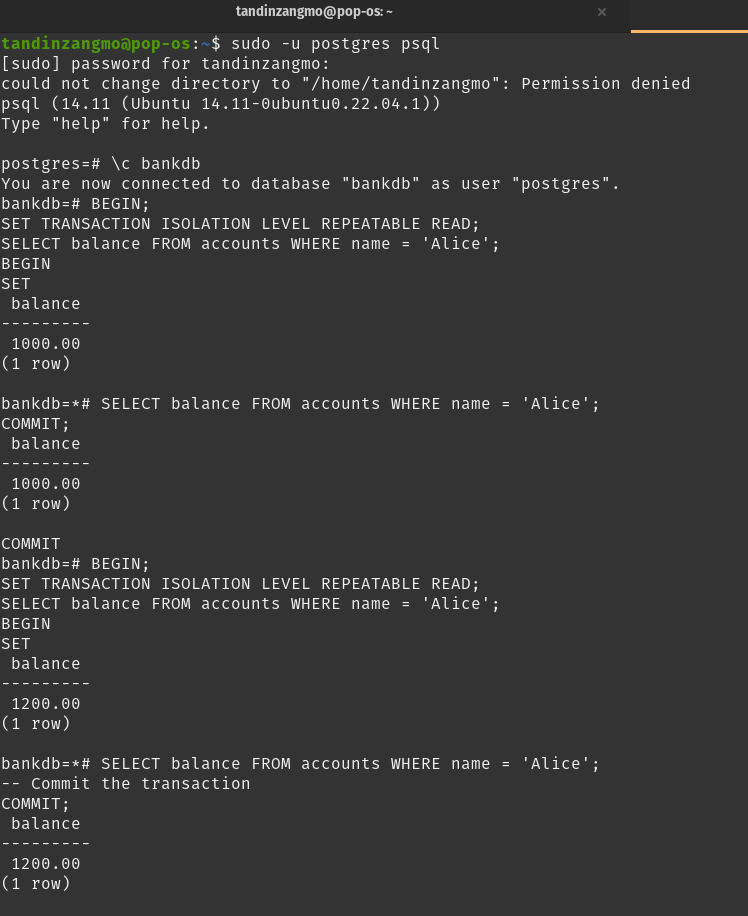 tandinzangmo@pop-os: ~
×
tandinzangmo@pop-os:~$ sudo -u postgres psql
[sudo] password for tandinzangmo:
could not change directory to "/home/tandinzangmo": Permission denied
psql (14.11 (Ubuntu 14.11-0ubuntu0.22.04.1))
Type "help" for help.

postgres=# \c bankdb
You are now connected to database "bankdb" as user "postgres".
bankdb=# BEGIN;
SET TRANSACTION ISOLATION LEVEL REPEATABLE READ;
SELECT balance FROM accounts WHERE name = 'Alice';
BEGIN
SET
 balance
---------
 1000.00
(1 row)

bankdb=*# SELECT balance FROM accounts WHERE name = 'Alice';
COMMIT;
 balance
---------
 1000.00
(1 row)

COMMIT
bankdb=# BEGIN;
SET TRANSACTION ISOLATION LEVEL REPEATABLE READ;
SELECT balance FROM accounts WHERE name = 'Alice';
BEGIN
SET
 balance
---------
 1200.00
(1 row)

bankdb=*# SELECT balance FROM accounts WHERE name = 'Alice';
-- Commit the transaction
COMMIT;
 balance
---------
 1200.00
(1 row)